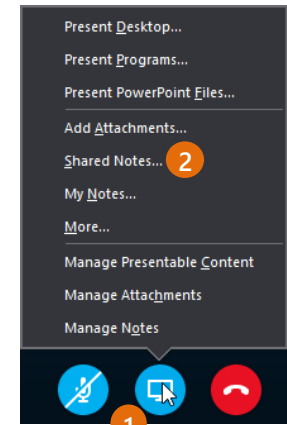 Present Desktop...
Present Programs...
Present PowerPoint Files...
Add Attachments...
Shared Notes... 2
My Notes...
More...
Manage Presentable Content
Manage Attachments
Manage Notes
1